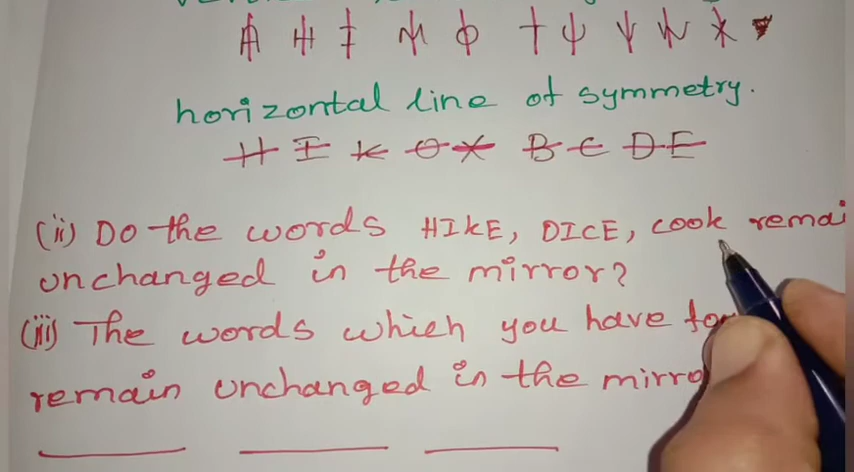 A H I M O T U V W X Y
horizontal line of symmetry.
H I K O X B C D E
(ii) Do the words HIKE, DICE, cook remai
unchanged in the mirror?
(iii) The words which you have fo
remain unchanged in the mirro